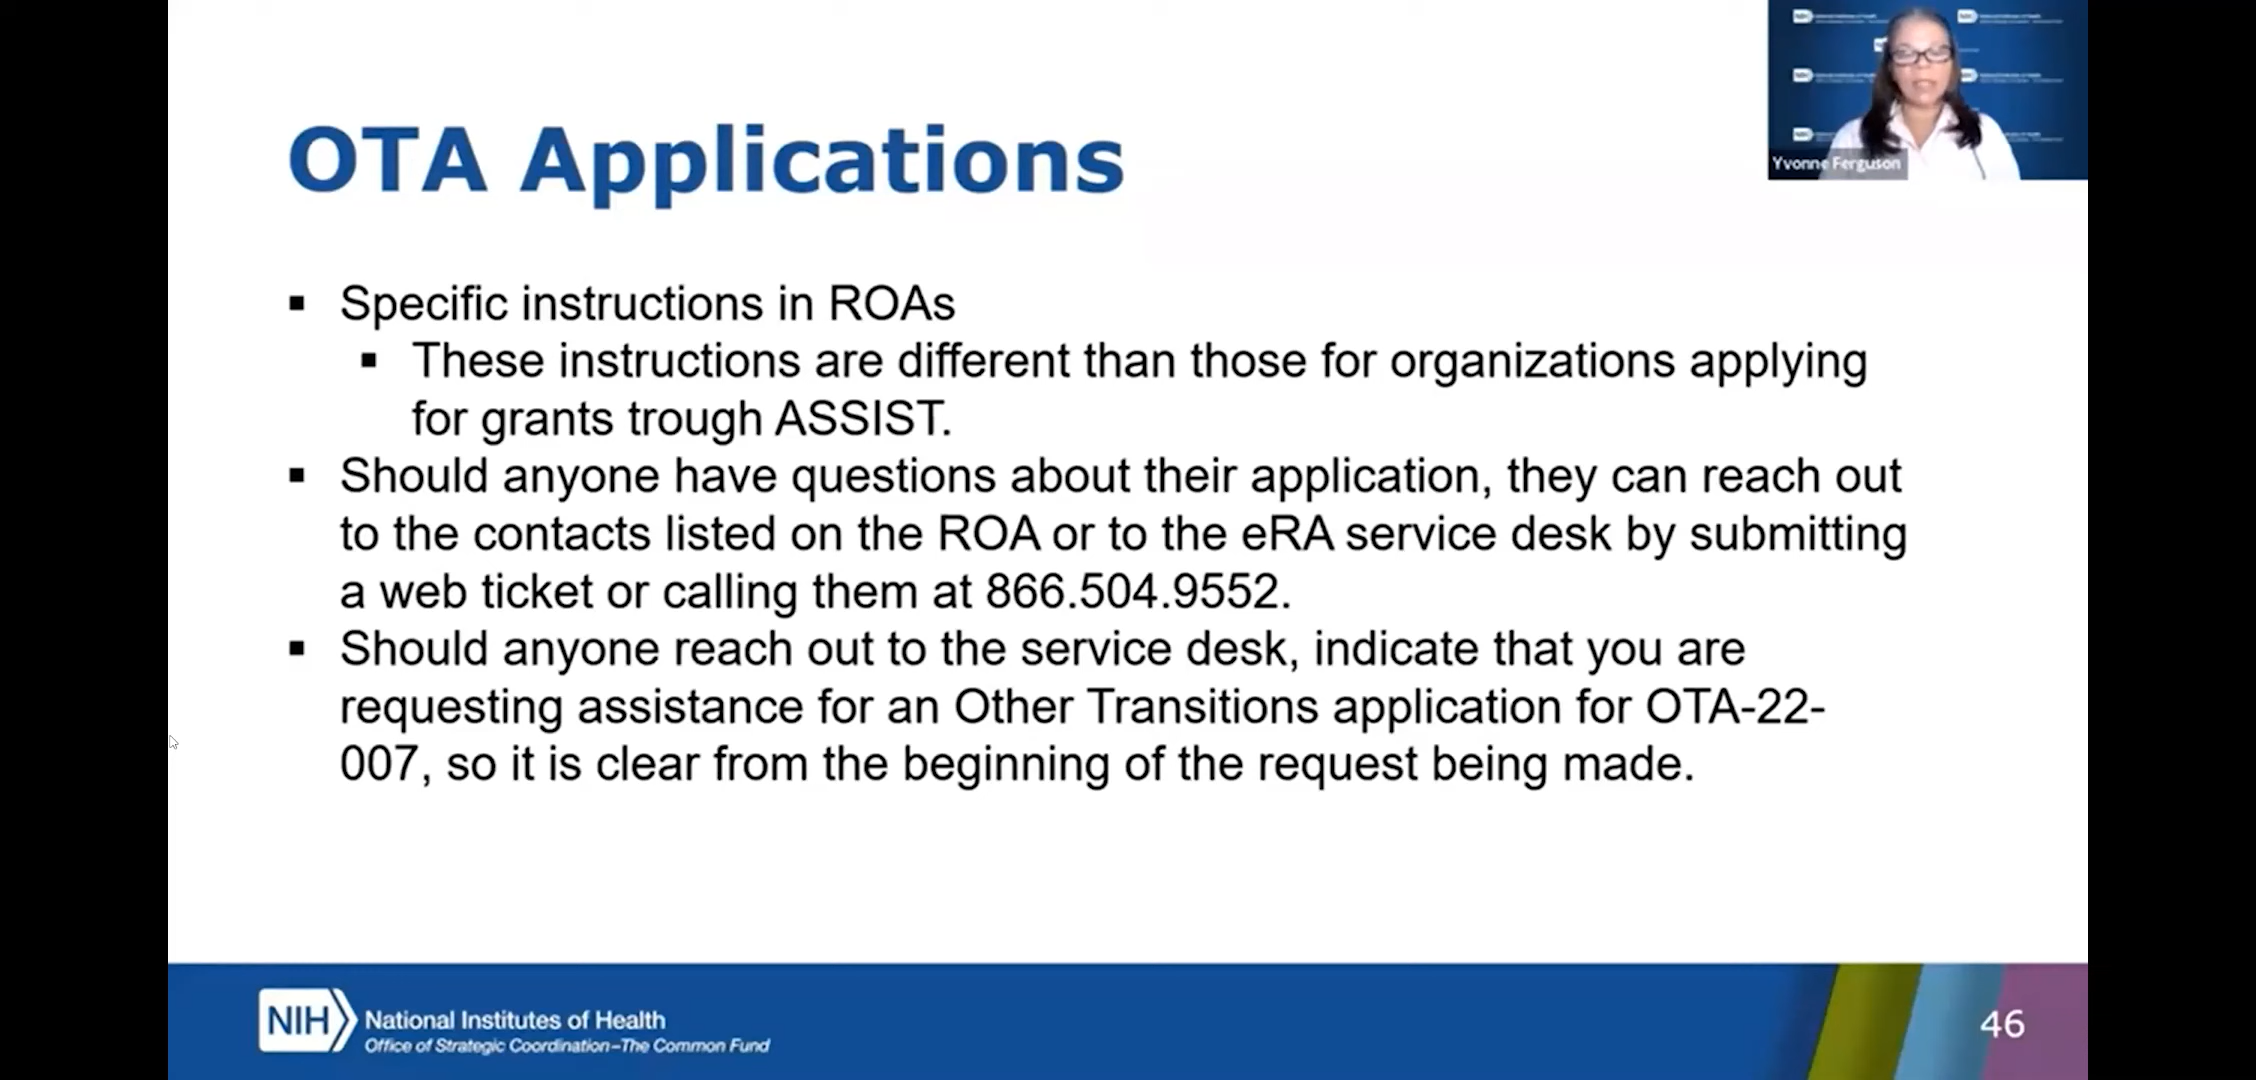 OTA Applications
Yvonne Ferguson
▪ Specific instructions in ROAs
▪ These instructions are different than those for organizations applying
for grants trough ASSIST.
▪ Should anyone have questions about their application, they can reach out
to the contacts listed on the ROA or to the eRA service desk by submitting
a web ticket or calling them at 866.504.9552.
▪ Should anyone reach out to the service desk, indicate that you are
requesting assistance for an Other Transitions application for OTA-22-
007, so it is clear from the beginning of the request being made.
NIH
National Institutes of Health
Office of Strategic Coordination–The Common Fund
46